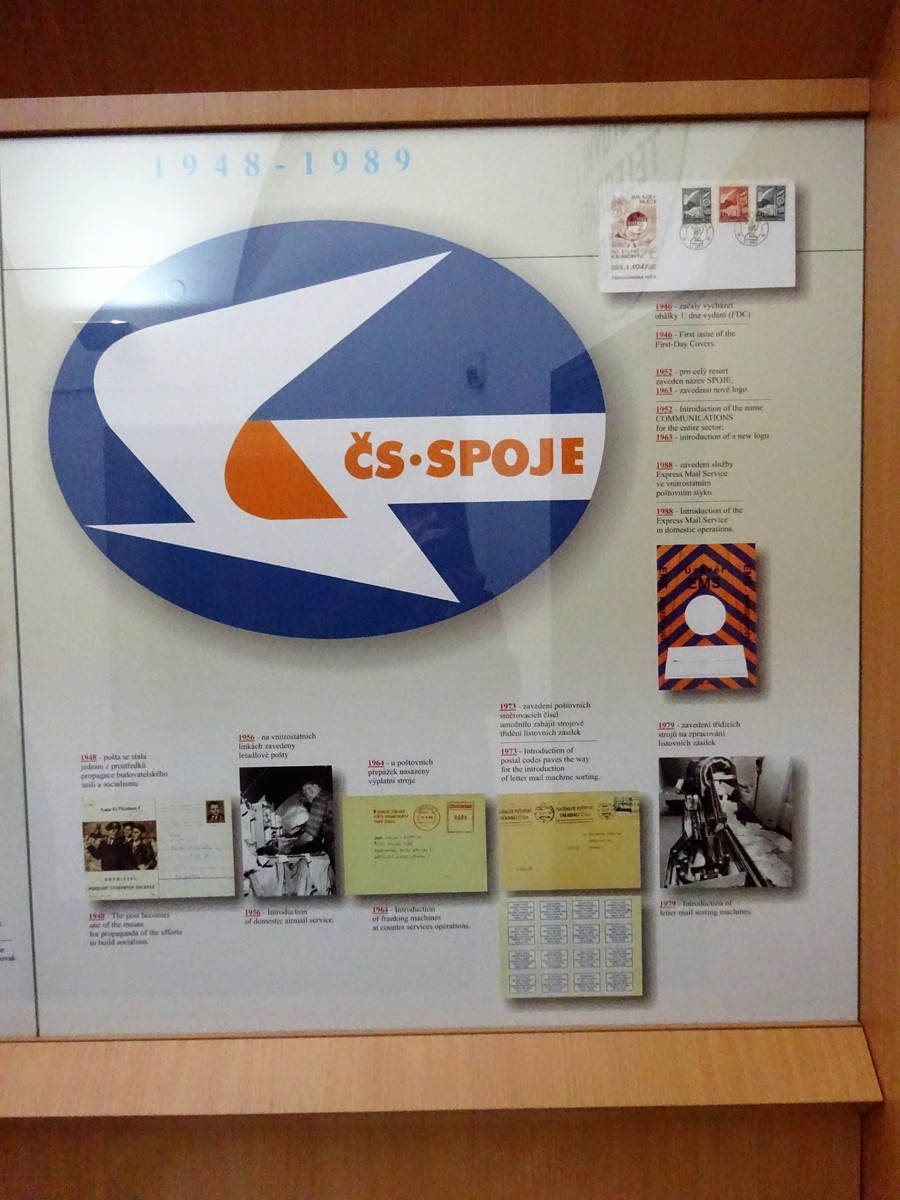 1948-1989
ČS·SPOJE
1946 - začaly vycházet
obálky 1. dne vydání (FDC)
1946 - First issue of the
First-Day Covers.
1952 - pro celý resort
zaveden název SPOJE,
1963 - zavedeno nové logo
1952 - Introduction of the name
COMMUNICATIONS
for the entire sector;
1963 - introduction of a new logo
1988 - zavedení služby
Express Mail Service
ve vnitrostátním
poštovním styku
1988 - Introduction of the
Express Mail Service
in domestic operations.
Uzávěr
EMS
1948 - pošta se stala
jedním z prostředků
propagace budovatelského
úsilí a socialismu
1948 - The post becomes
one of the means
for propaganda of the efforts
to build socialism.
1956 - na vnitrostátních
linkách zavedeny
letadlové pošty
1956 - Introduction
of domestic airmail service.
1964 - u poštovních
přepážek nasazeny
výplatní stroje
1964 - Introduction
of franking machines
at counter services operations.
1973 - zavedení poštovních
směrovacích čísel
umožnilo zahájit strojové
třídění listovních zásilek
1973 - Introduction of
postal codes paves the way
for the introduction
of letter mail machine sorting.
1979 - zavedení třídicích
strojů na zpracování
listovních zásilek
1979 - Introduction of
letter mail sorting machines.